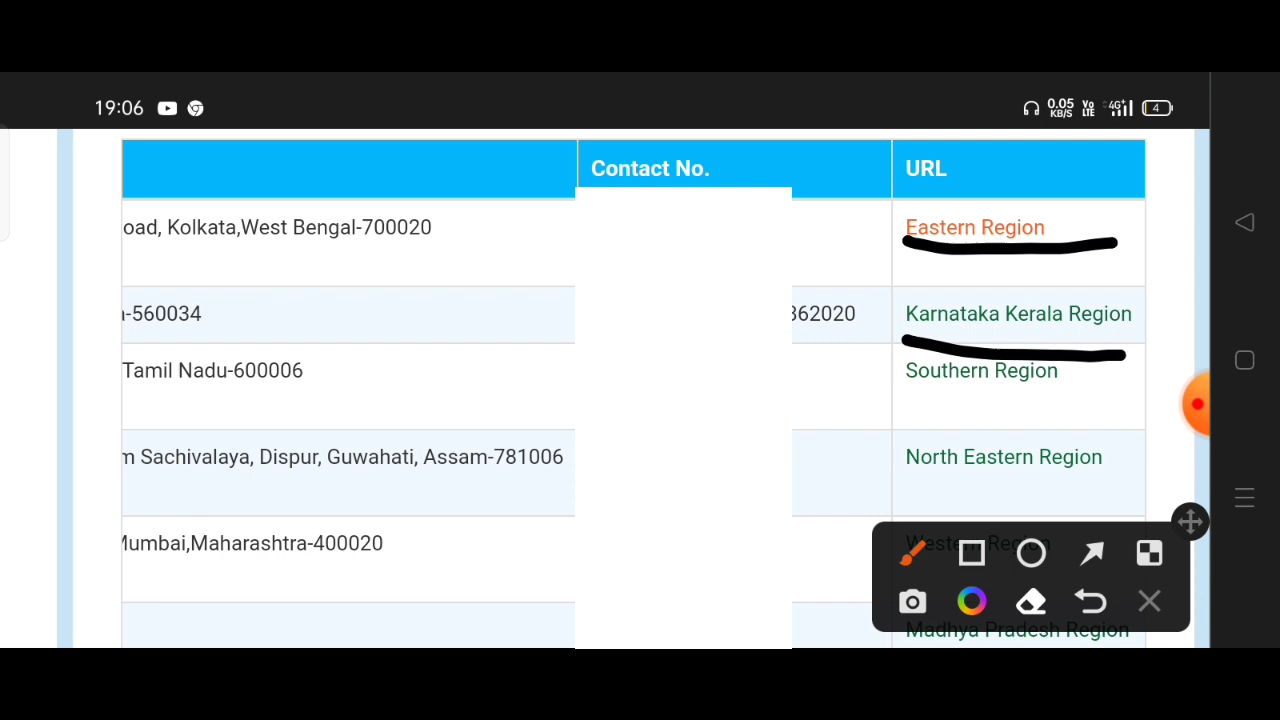 19:06 0.05 KB/S Vo LTE 4G+ 4
Contact No. URL
oad, Kolkata,West Bengal-700020 Eastern Region
-560034 362020 Karnataka Kerala Region
Tamil Nadu-600006 Southern Region
m Sachivalaya, Dispur, Guwahati, Assam-781006 North Eastern Region
Mumbai,Maharashtra-400020 Western Region
Madhya Pradesh Region